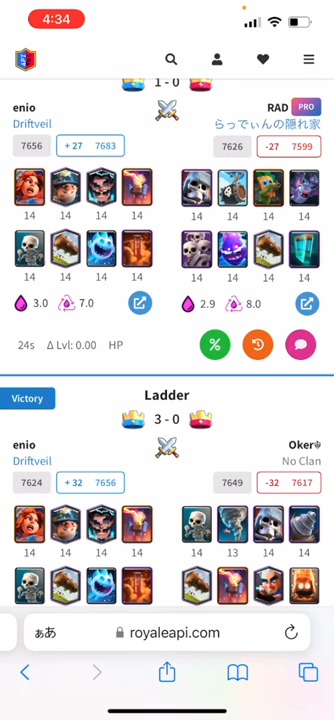 4:34
1 - 0
enio
RAD PRO
Driftveil
らっでぃんの隠れ家
7656 + 27 7683
7626 -27 7599
14 14 14 14
14 14 14 14
14 14 14 14
14 14 14 14
3.0 7.0
2.9 8.0
24s Δ Lvl: 0.00 HP
Victory
Ladder
3 - 0
enio
Oker☬
Driftveil
No Clan
7624 + 32 7656
7649 -32 7617
14 14 14 14
14 13 14 14
ぁあ
royaleapi.com